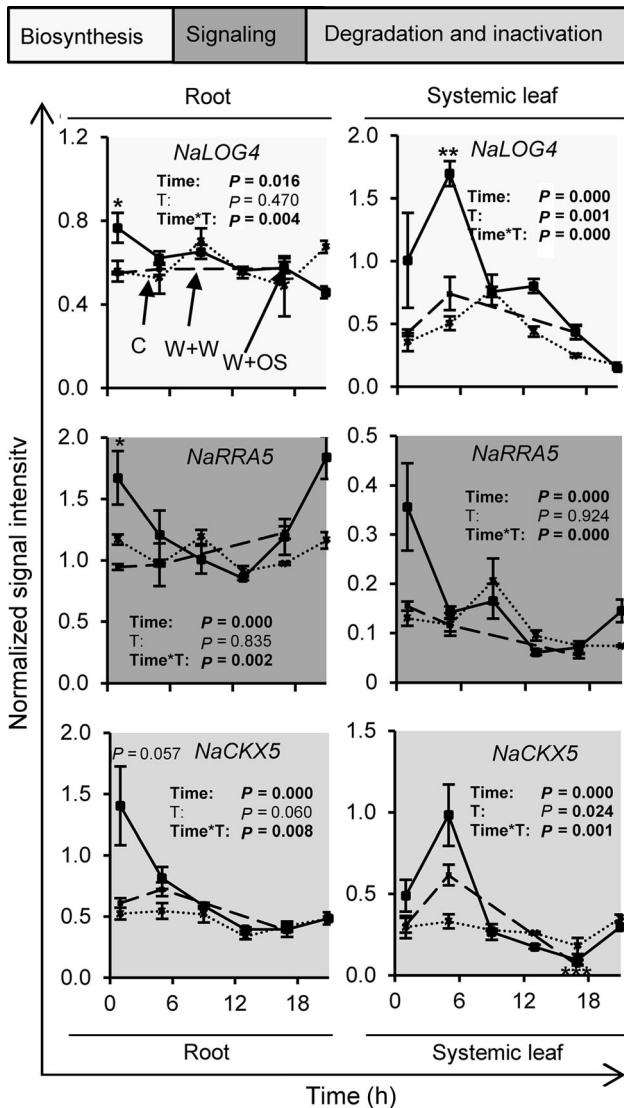 Biosynthesis Signaling Degradation and inactivation
Root Systemic leaf
Normalized signal intensity
1.2
0.8
0.4
0.0
NaLOG4
Time: P = 0.016
T: P = 0.470
Time*T: P = 0.004
*
C W+W W+OS
2.0
1.5
1.0
0.5
0.0
NaLOG4
**
Time: P = 0.000
T: P = 0.001
Time*T: P = 0.000
2.0
1.5
1.0
0.5
0.0
*
NaRRA5
Time: P = 0.000
T: P = 0.835
Time*T: P = 0.002
0.5
0.4
0.3
0.2
0.1
0
NaRRA5
Time: P = 0.000
T: P = 0.924
Time*T: P = 0.000
2.0
1.5
1.0
0.5
0.0
P = 0.057
NaCKX5
Time: P = 0.000
T: P = 0.060
Time*T: P = 0.008
0 6 12 18
1.5
1.0
0.5
0.0
NaCKX5
Time: P = 0.000
T: P = 0.024
Time*T: P = 0.001
***
0 6 12 18
Root Systemic leaf
Time (h)